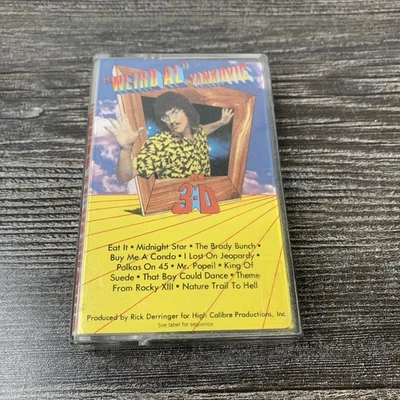 "WEIRD AL" YANKOVIC
IN
3-D
Eat It • Midnight Star • The Brady Bunch •
Buy Me A Condo • I Lost On Jeopardy •
Polkas On 45 • Mr. Popeil • King Of
Suede • That Boy Could Dance • Theme
From Rocky XIII • Nature Trail To Hell
Produced by Rick Derringer for High Calibre Productions, Inc
See label for sequence.